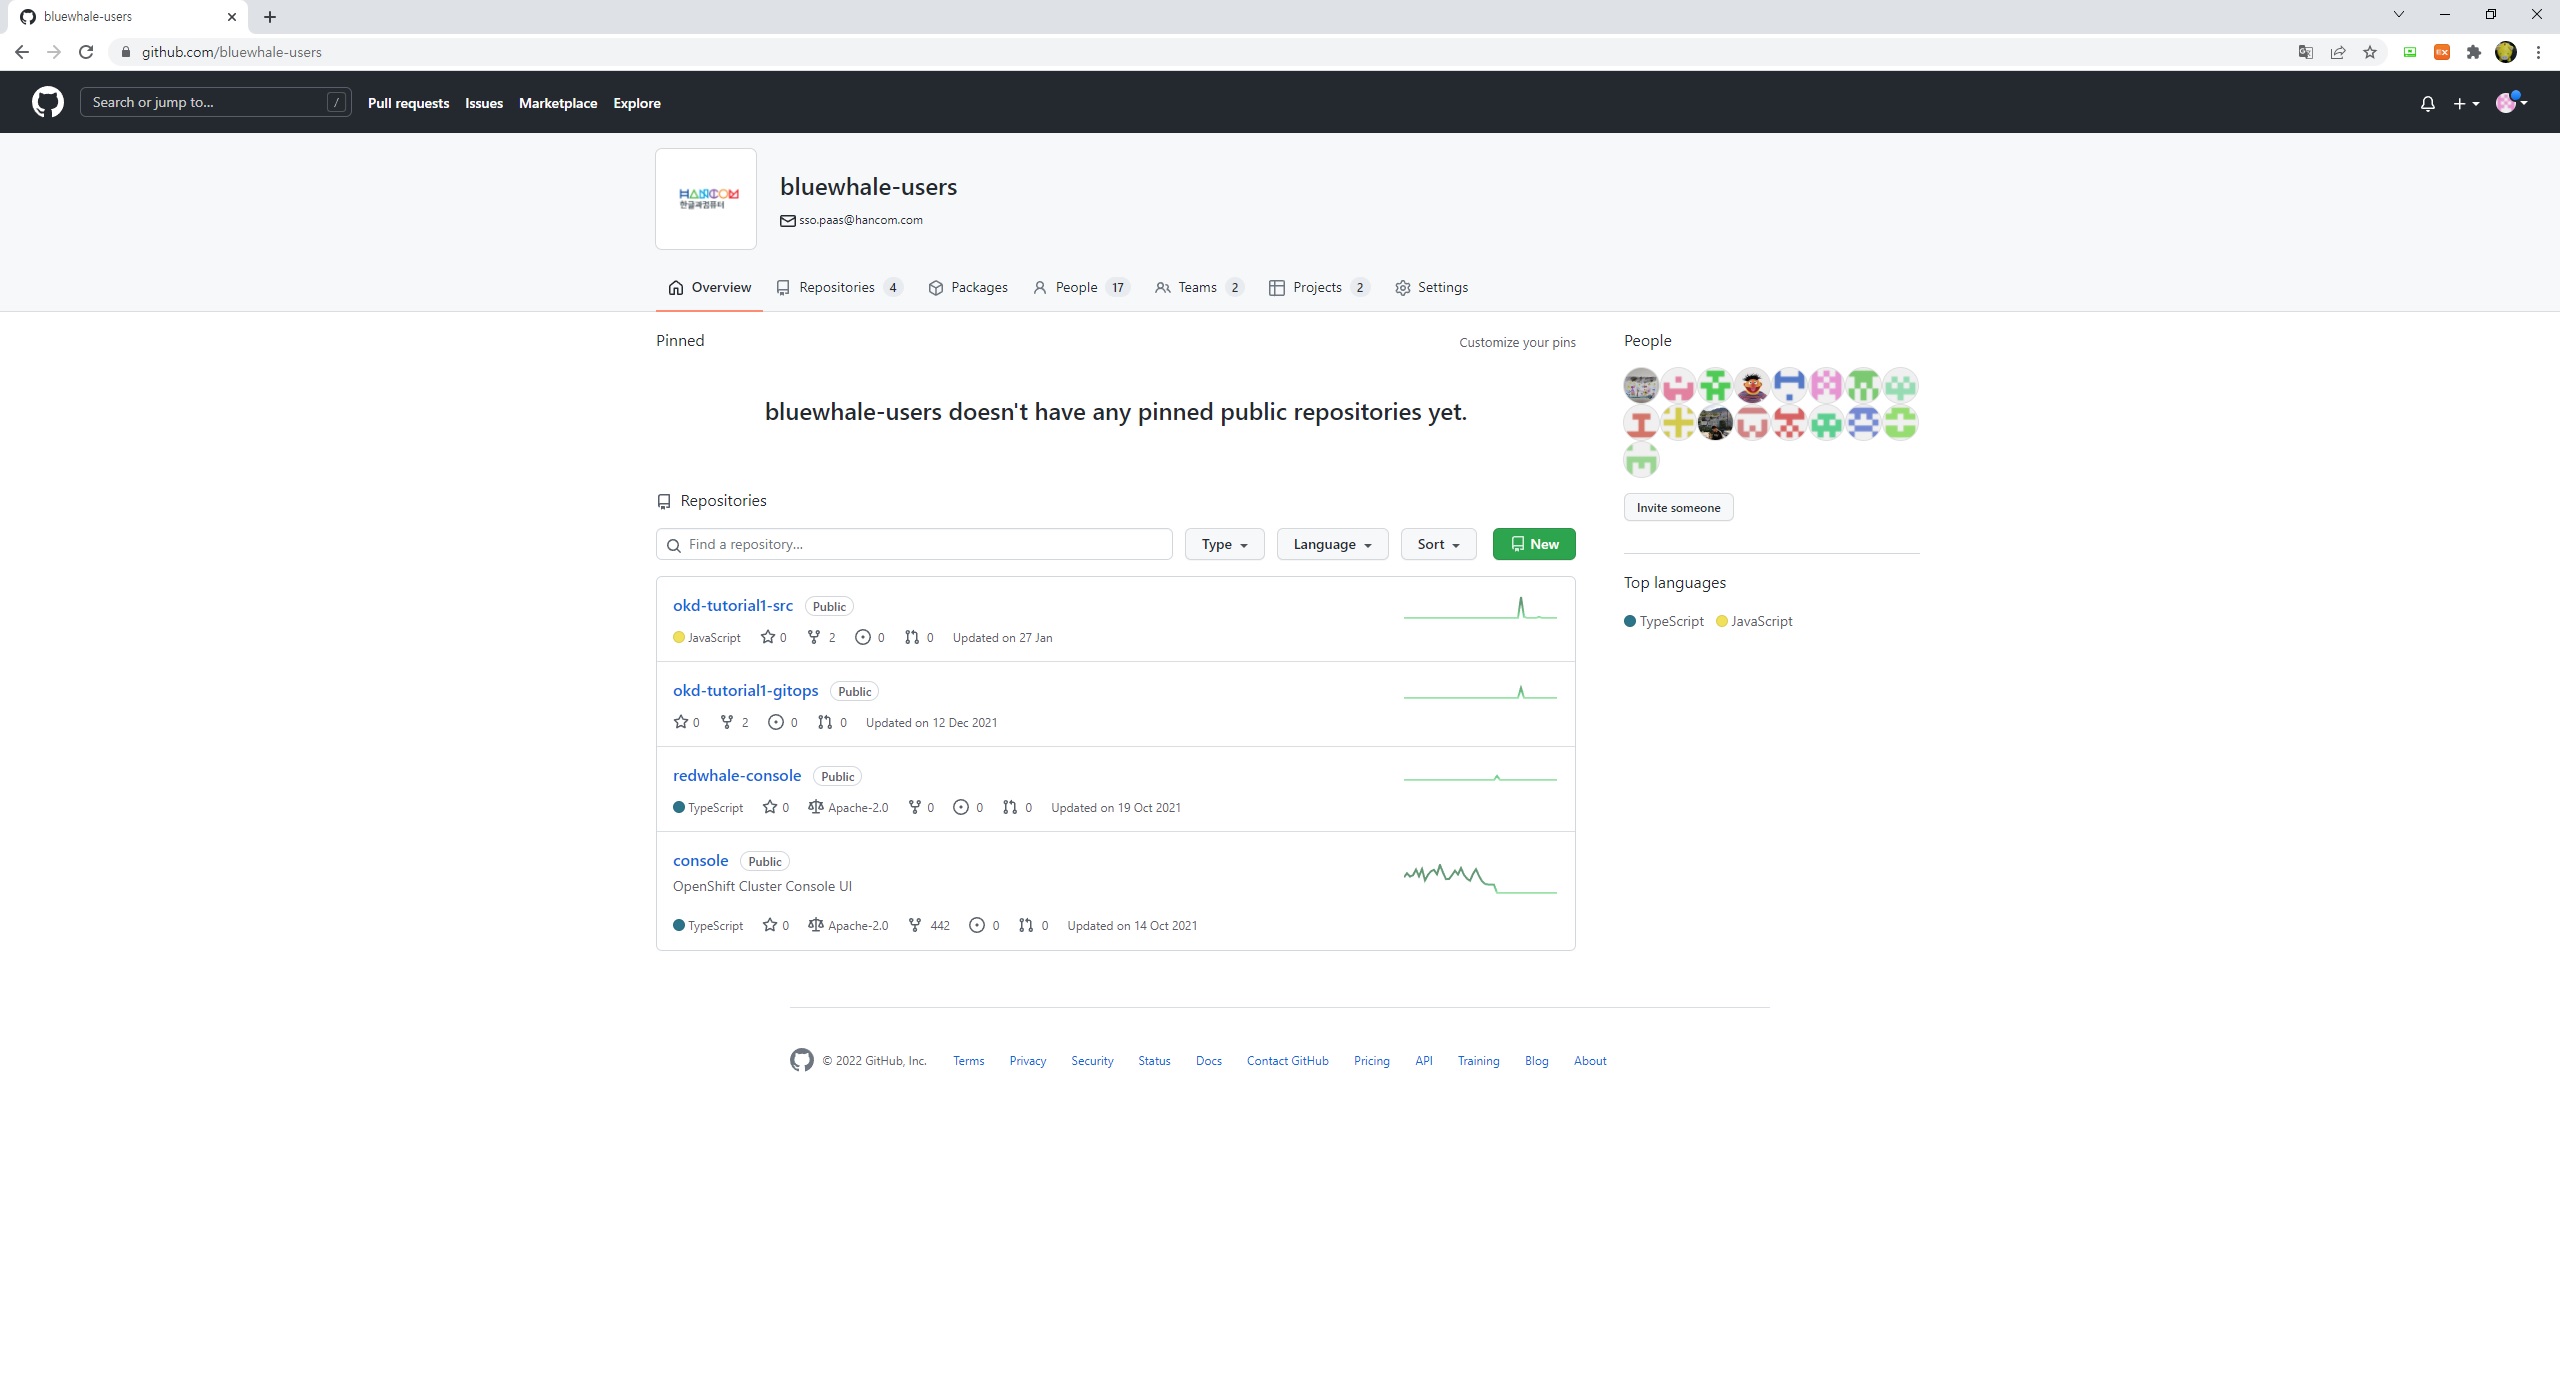 bluewhale-users
github.com/bluewhale-users
Search or jump to... /
Pull requests Issues Marketplace Explore
HANCOM
한글과컴퓨터
bluewhale-users
sso.paas@hancom.com
Overview Repositories 4 Packages People 17 Teams 2 Projects 2 Settings
Pinned Customize your pins
bluewhale-users doesn't have any pinned public repositories yet.
Repositories
Find a repository... Type Language Sort New
okd-tutorial1-src Public
JavaScript 0 2 0 0 Updated on 27 Jan
okd-tutorial1-gitops Public
0 2 0 0 Updated on 12 Dec 2021
redwhale-console Public
TypeScript 0 Apache-2.0 0 0 0 Updated on 19 Oct 2021
console Public
OpenShift Cluster Console UI
TypeScript 0 Apache-2.0 442 0 0 Updated on 14 Oct 2021
People
Invite someone
Top languages
TypeScript JavaScript
© 2022 GitHub, Inc. Terms Privacy Security Status Docs Contact GitHub Pricing API Training Blog About